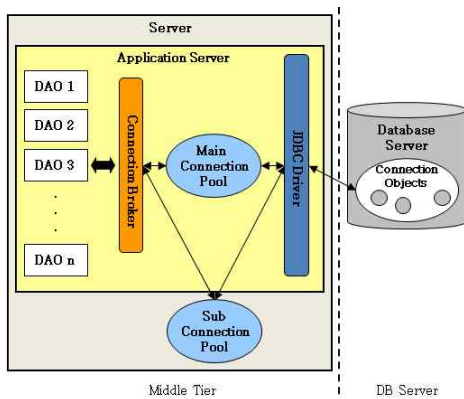 Server
Application Server
DAO 1
DAO 2
DAO 3
.
.
.
DAO n
Connection Broker
Main
Connection
Pool
JDBC Driver
Sub
Connection
Pool
Database
Server
Connection
Objects
Middle Tier
DB Server